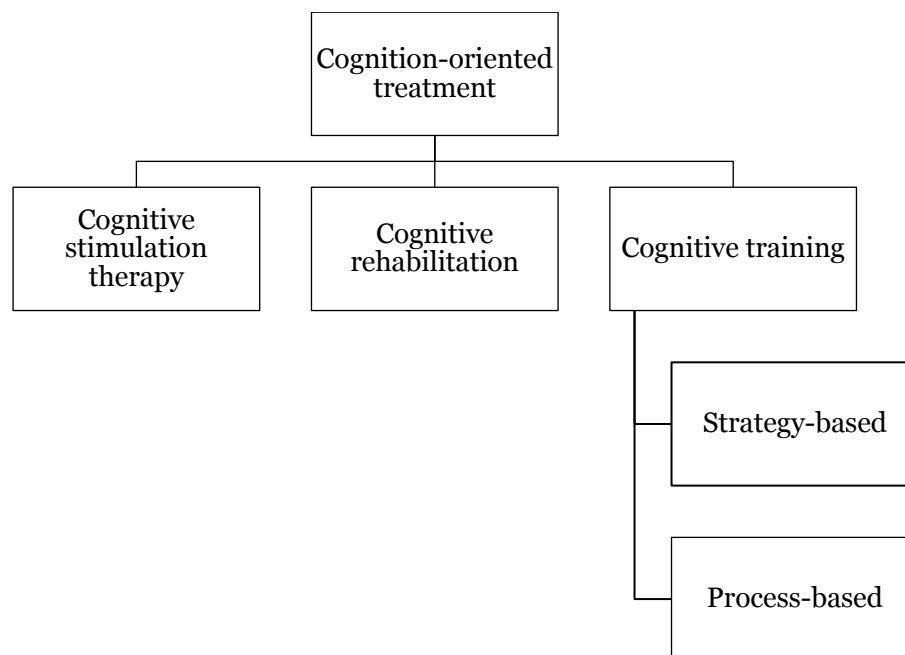 Cognition-oriented
treatment
Cognitive
stimulation
therapy
Cognitive
rehabilitation
Cognitive training
Strategy-based
Process-based